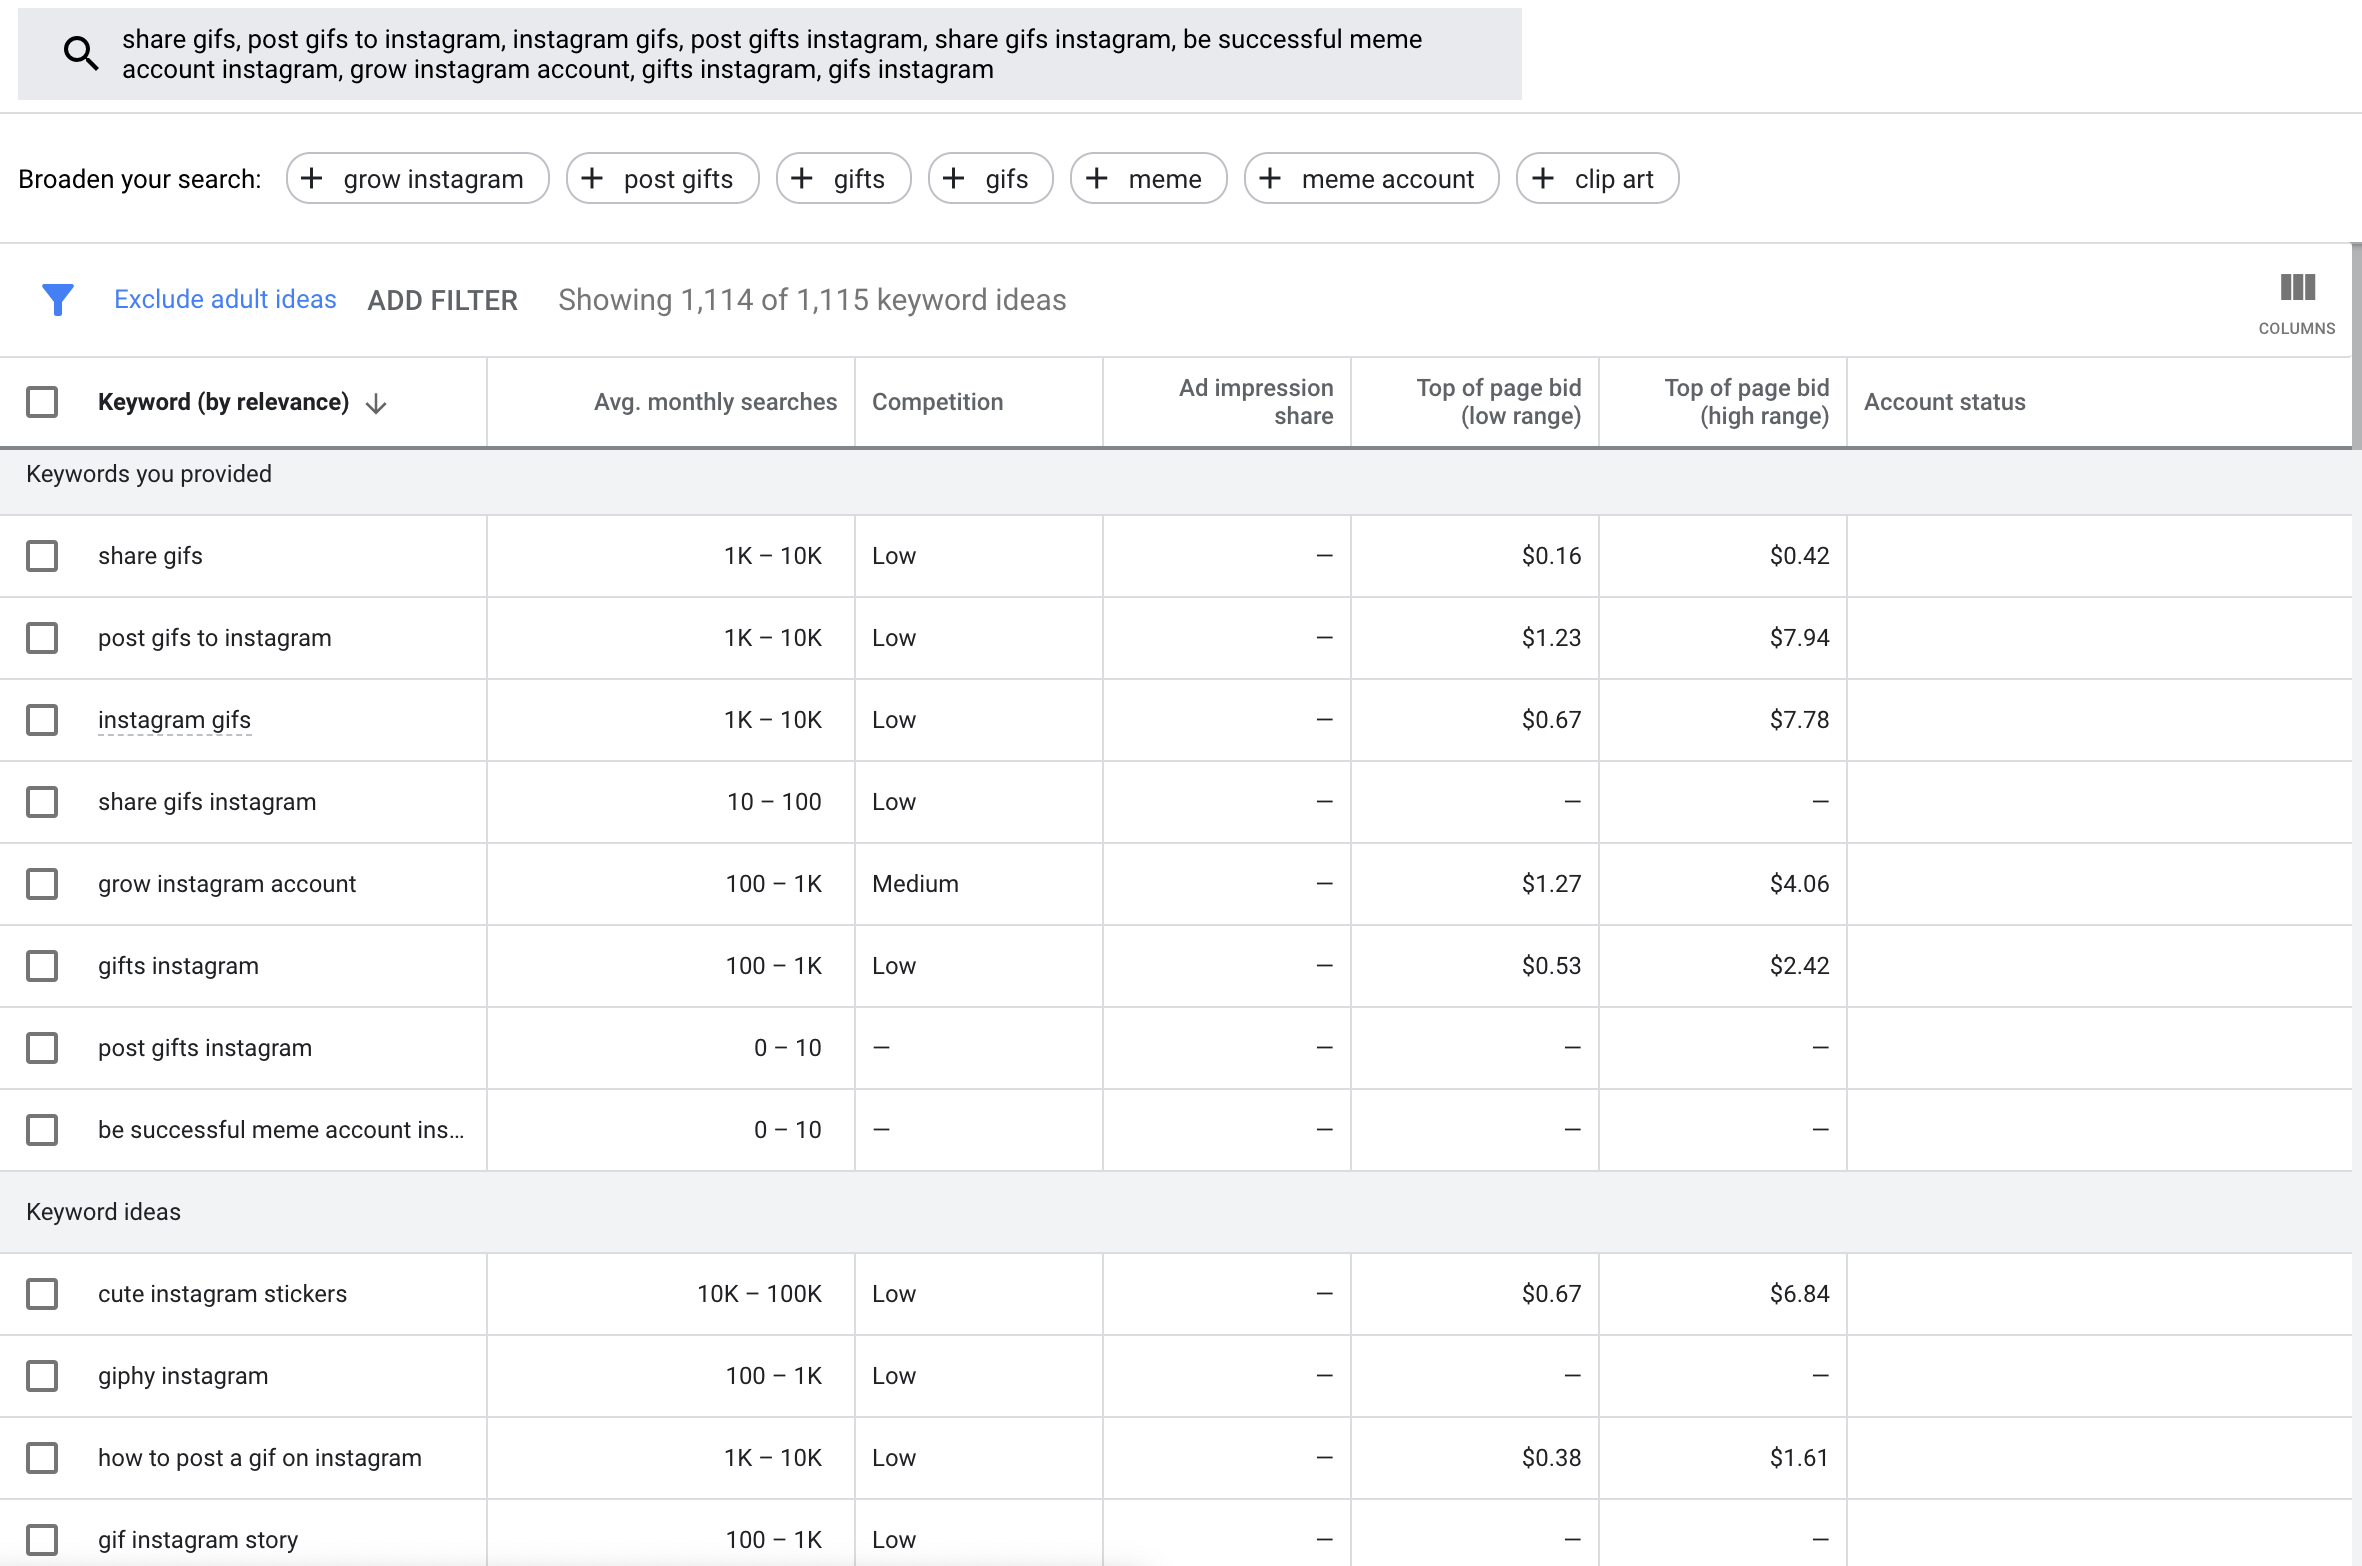 share gifs, post gifs to instagram, instagram gifs, post gifts instagram, share gifs instagram, be successful meme
account instagram, grow instagram account, gifts instagram, gifs instagram
Broaden your search: + grow instagram + post gifts + gifts + gifs + meme + meme account + clip art
Exclude adult ideas ADD FILTER Showing 1,114 of 1,115 keyword ideas
COLUMNS
Keyword (by relevance) Avg. monthly searches Competition Ad impression share Top of page bid (low range) Top of page bid (high range) Account status
Keywords you provided
share gifs 1K – 10K Low – $0.16 $0.42
post gifs to instagram 1K – 10K Low – $1.23 $7.94
instagram gifs 1K – 10K Low – $0.67 $7.78
share gifs instagram 10 – 100 Low – – –
grow instagram account 100 – 1K Medium – $1.27 $4.06
gifts instagram 100 – 1K Low – $0.53 $2.42
post gifts instagram 0 – 10 – – – –
be successful meme account ins... 0 – 10 – – – –
Keyword ideas
cute instagram stickers 10K – 100K Low – $0.67 $6.84
giphy instagram 100 – 1K Low – – –
how to post a gif on instagram 1K – 10K Low – $0.38 $1.61
gif instagram story 100 – 1K Low – – –